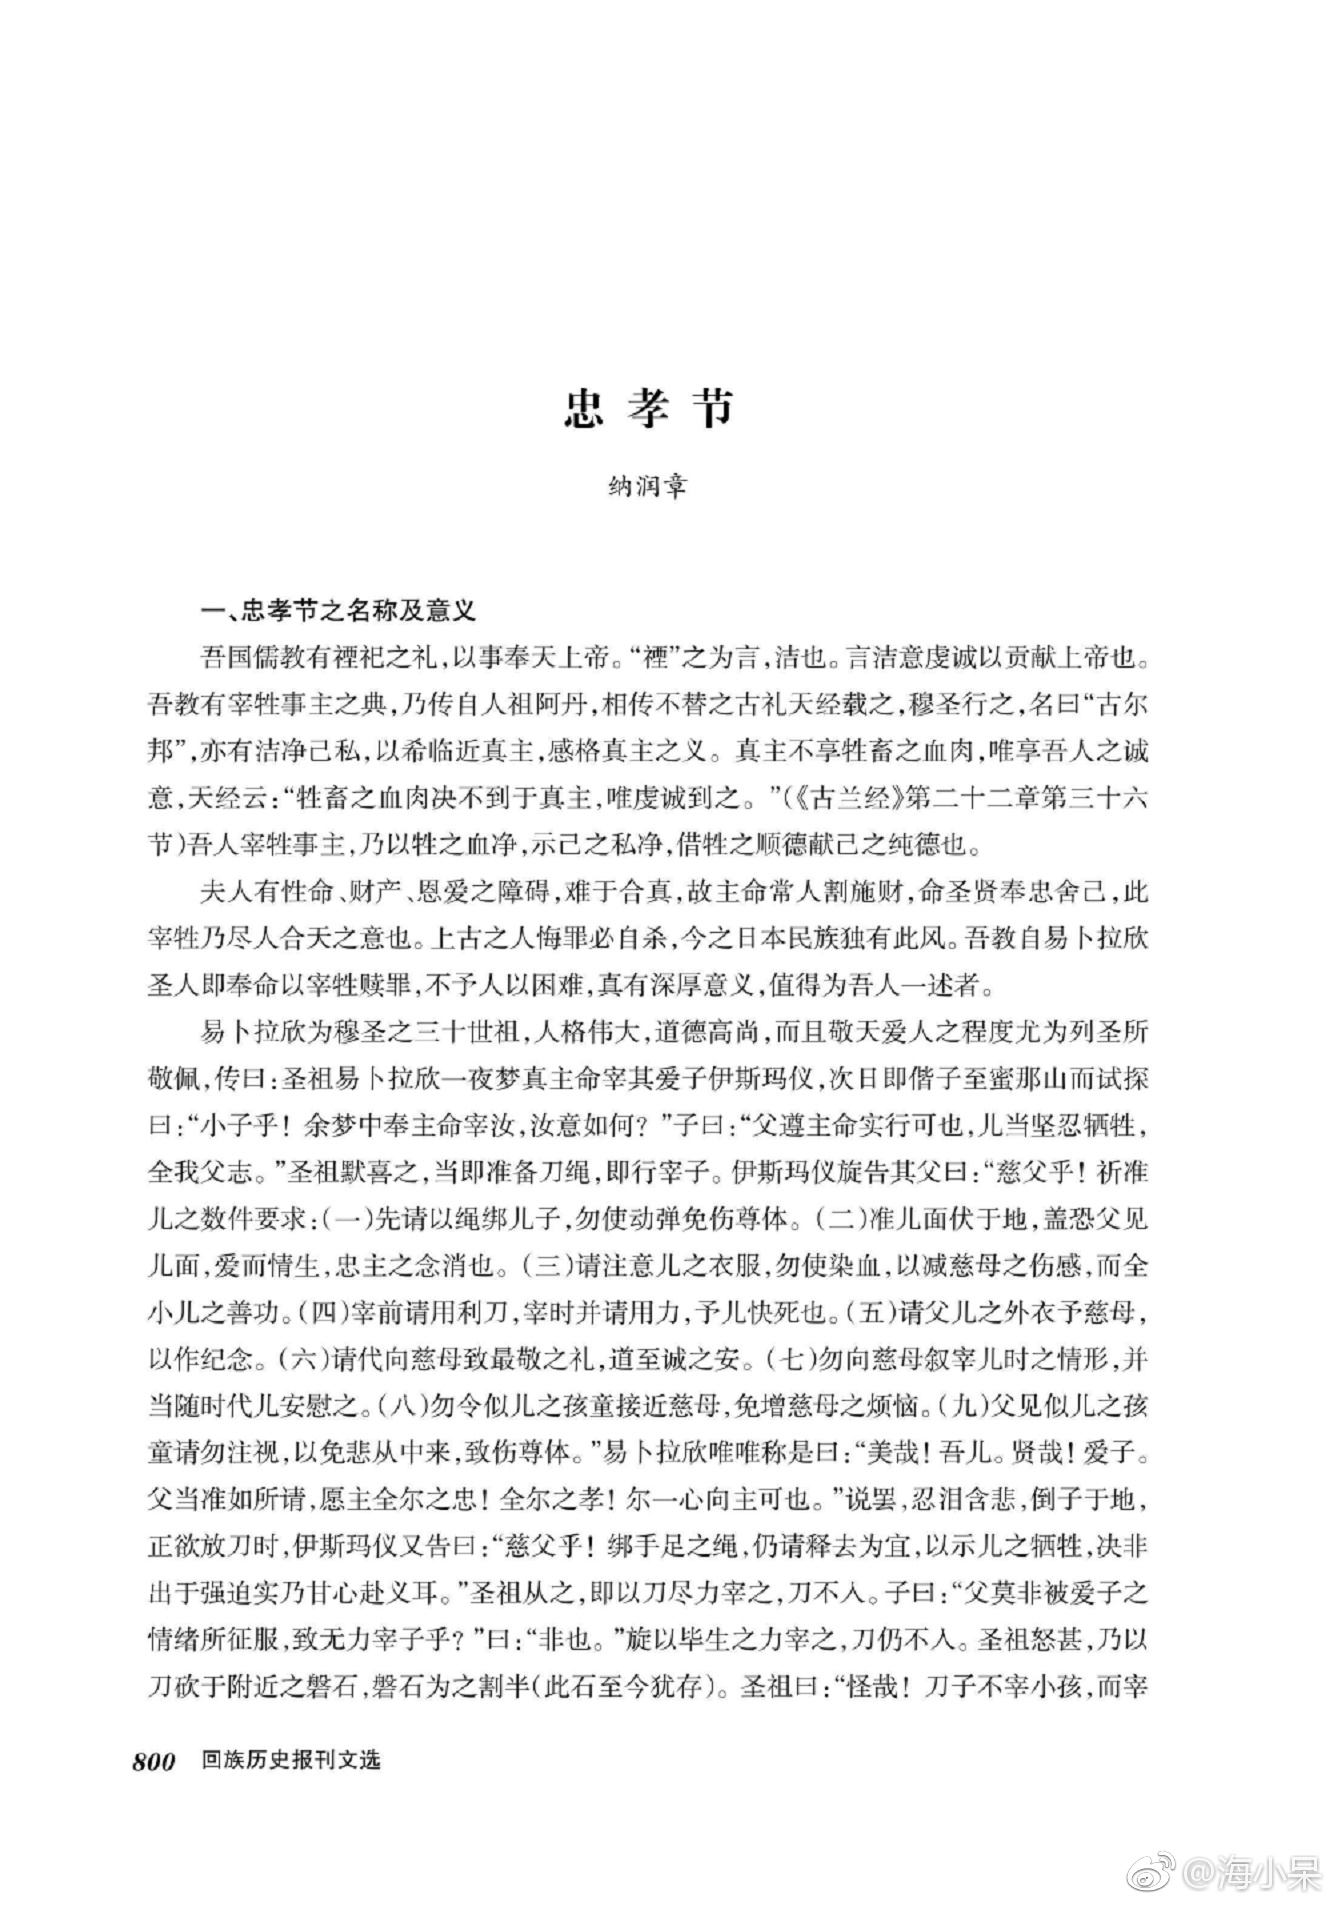 忠孝节
纳润章
一、忠孝节之名称及意义
吾国儒教有禋祀之礼，以事奉天上帝。“禋”之为言，洁也。言洁意虔诚以贡献上帝也。
吾教有宰牲事主之典，乃传自人祖阿丹，相传不替之古礼天经载之，穆圣行之，名曰“古尔
邦”，亦有洁净己私，以希临近真主，感格真主之义。真主不享牲畜之血肉，唯享吾人之诚
意，天经云：“牲畜之血肉决不到于真主，唯虔诚到之。”（《古兰经》第二十二章第三十六
节）吾人宰牲事主，乃以牲之血净，示己之私净，借牲之顺德献己之纯德也。
夫人有性命、财产、恩爱之障碍，难于合真，故主命常人割施财，命圣贤奉忠舍己，此
宰牲乃尽人合天之意也。上古之人悔罪必自杀，今之日本民族独有此风。吾教自易卜拉欣
圣人即奉命以宰牲赎罪，不予人以困难，真有深厚意义，值得为吾人一述者。
易卜拉欣为穆圣之三十世祖，人格伟大，道德高尚，而且敬天爱人之程度尤为列圣所
敬佩，传曰：圣祖易卜拉欣一夜梦真主命宰其爱子伊斯玛仪，次日即偕子至蜜那山而试探
曰：“小子乎！余梦中奉主命宰汝，汝意如何？”子曰：“父遵主命实行可也，儿当坚忍牺牲，
全我父志。”圣祖默喜之，当即准备刀绳，即行宰子。伊斯玛仪旋告其父曰：“慈父乎！祈准
儿之数件要求：（一）先请以绳绑儿子，勿使动弹免伤尊体。（二）准儿面伏于地，盖恐父见
儿面，爱而情生，忠主之念消也。（三）请注意儿之衣服，勿使染血，以减慈母之伤感，而全
小儿之善功。（四）宰前请用利刀，宰时并请用力，予儿快死也。（五）请父儿之外衣予慈母，
以作纪念。（六）请代向慈母致最敬之礼，道至诚之安。（七）勿向慈母叙宰儿时之情形，并
当随时代儿安慰之。（八）勿令似儿之孩童接近慈母，免增慈母之烦恼。（九）父见似儿之孩
童请勿注视，以免悲从中来，致伤尊体。”易卜拉欣唯唯称是曰：“美哉！吾儿。贤哉！爱子。
父当准如所请，愿主全尔之忠！全尔之孝！尔一心向主可也。”说罢，忍泪含悲，倒子于地，
正欲放刀时，伊斯玛仪又告曰：“慈父乎！绑手足之绳，仍请释去为宜，以示儿之牺牲，决非
出于强迫实乃甘心赴义耳。”圣祖从之，即以刀尽力宰之，刀不入。子曰：“父莫非被爱子之
情绪所征服，致无力宰子乎？”曰：“非也。”旋以毕生之力宰之，刀仍不入。圣祖怒甚，乃以
刀砍于附近之磐石，磐石为之割半（此石至今犹存）。圣祖曰：“怪哉！刀子不宰小孩，而宰
800 回族历史报刊文选
@海小呆